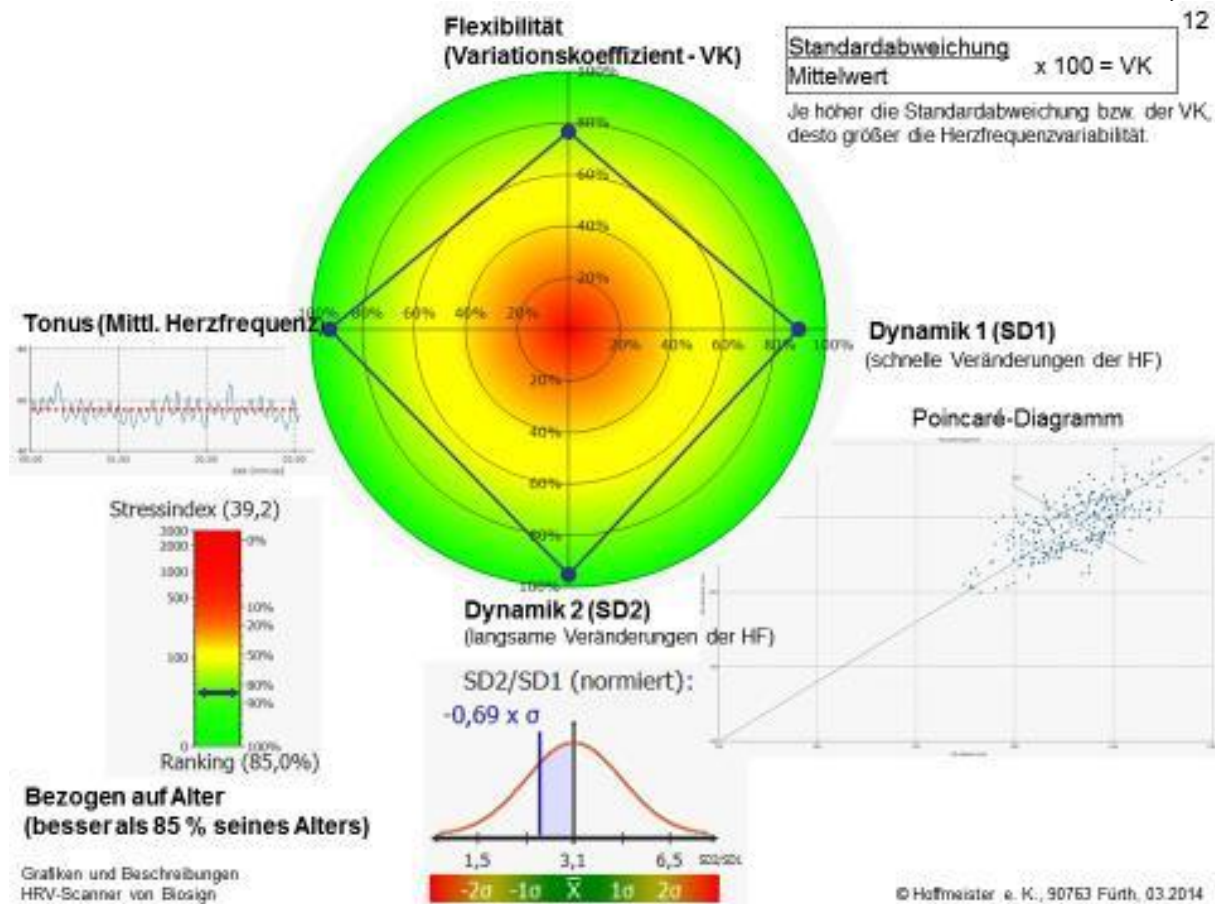 12
Flexibilität
(Variationskoeffizient - VK)
Standardabweichung
Mittelwert
x 100 = VK
Je höher die Standardabweichung bzw. der VK,
desto größer die Herzfrequenzvariabilität.
100%
80%
60%
40%
20%
Tonus (Mittl. Herzfrequenz)
100% 80% 60% 40% 20%
20% 40% 60% 80% 100%
20%
40%
60%
80%
100%
Dynamik 1 (SD1)
(schnelle Veränderungen der HF)
Poincaré-Diagramm
Stressindex (39,2)
3000
2000
1000
500
100
0
0%
10%
20%
50%
80%
90%
100%
Ranking (85,0%)
Bezogen auf Alter
(besser als 85 % seines Alters)
Dynamik 2 (SD2)
(langsame Veränderungen der HF)
SD2/SD1 (normiert):
-0,69 x σ
1,5 3,1 6,5 SD2/SD1
-2σ -1σ X̅ 1σ 2σ
Grafiken und Beschreibungen
HRV-Scanner von Biosign
© Hoffmeister e. K., 90763 Fürth, 03.2014